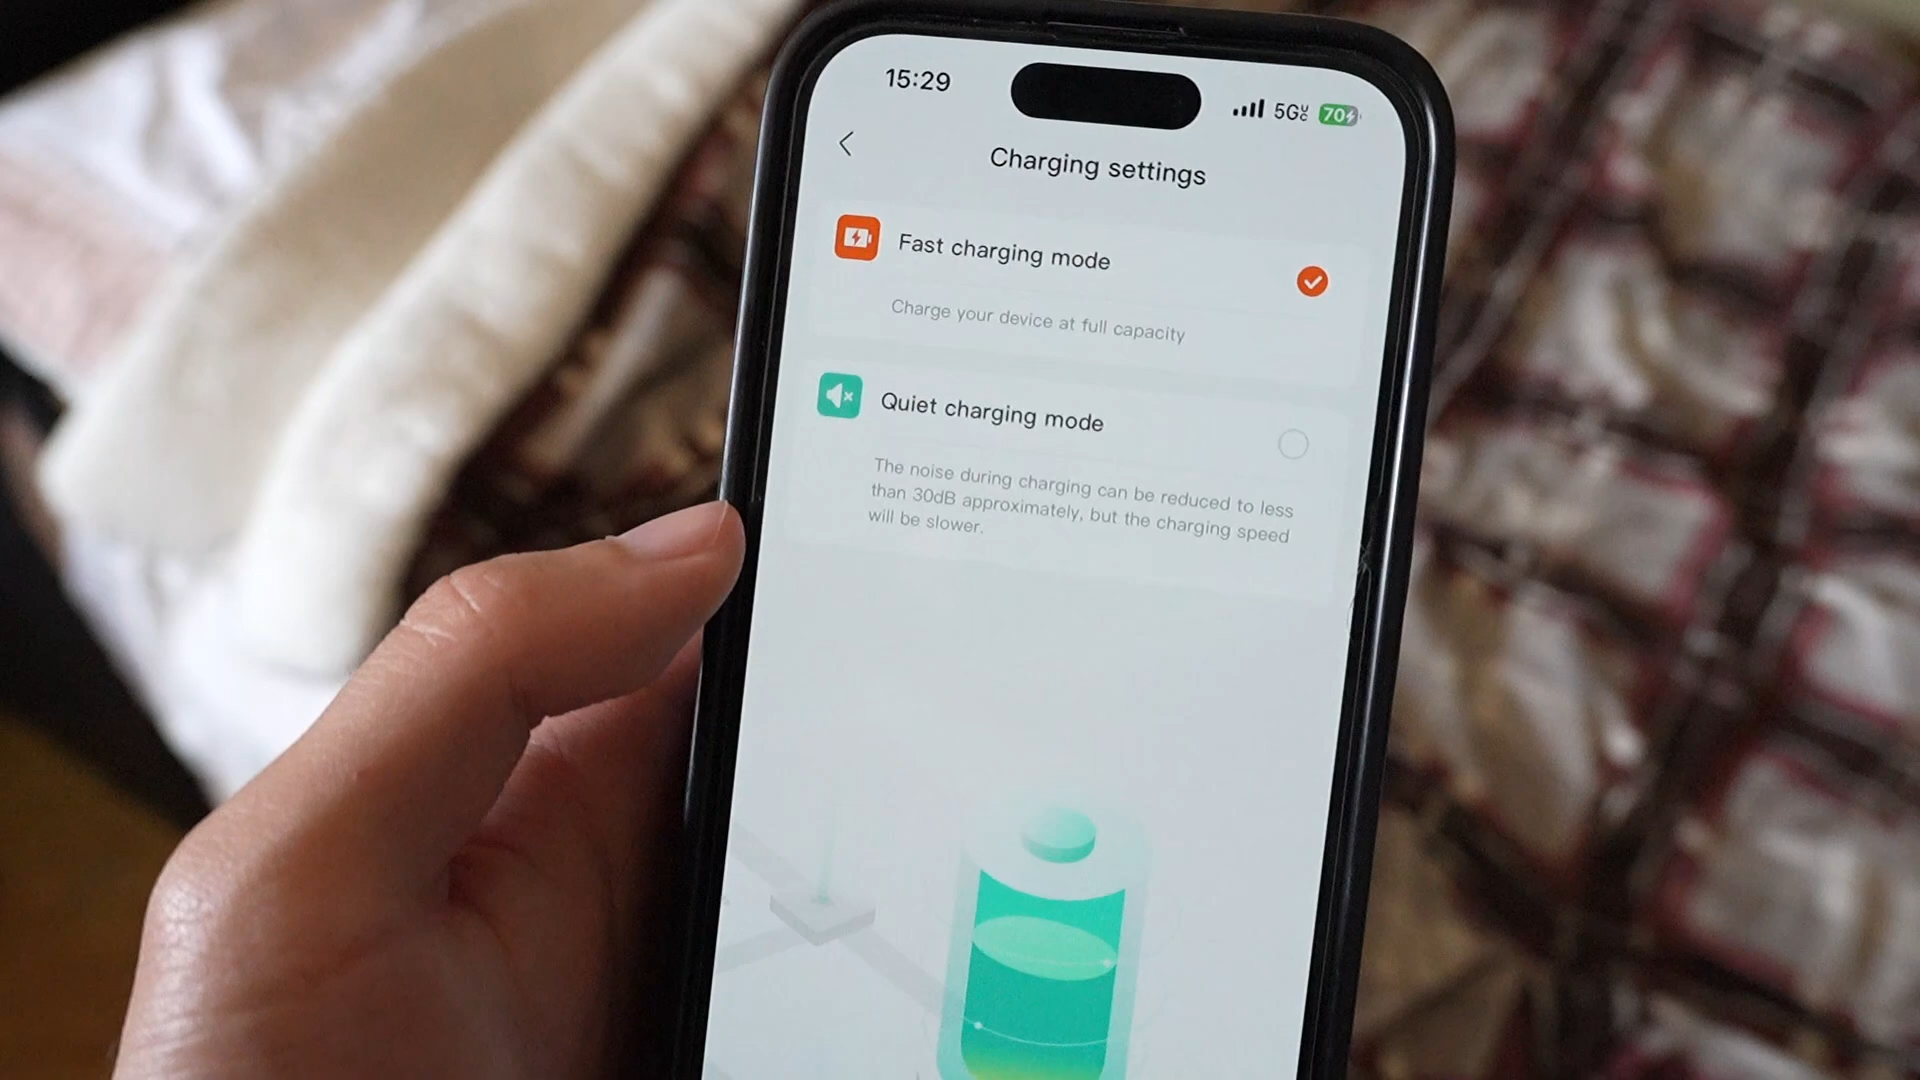 15:29
5G UC 70
Charging settings
Fast charging mode
Charge your device at full capacity
Quiet charging mode
The noise during charging can be reduced to less
than 30dB approximately, but the charging speed
will be slower.